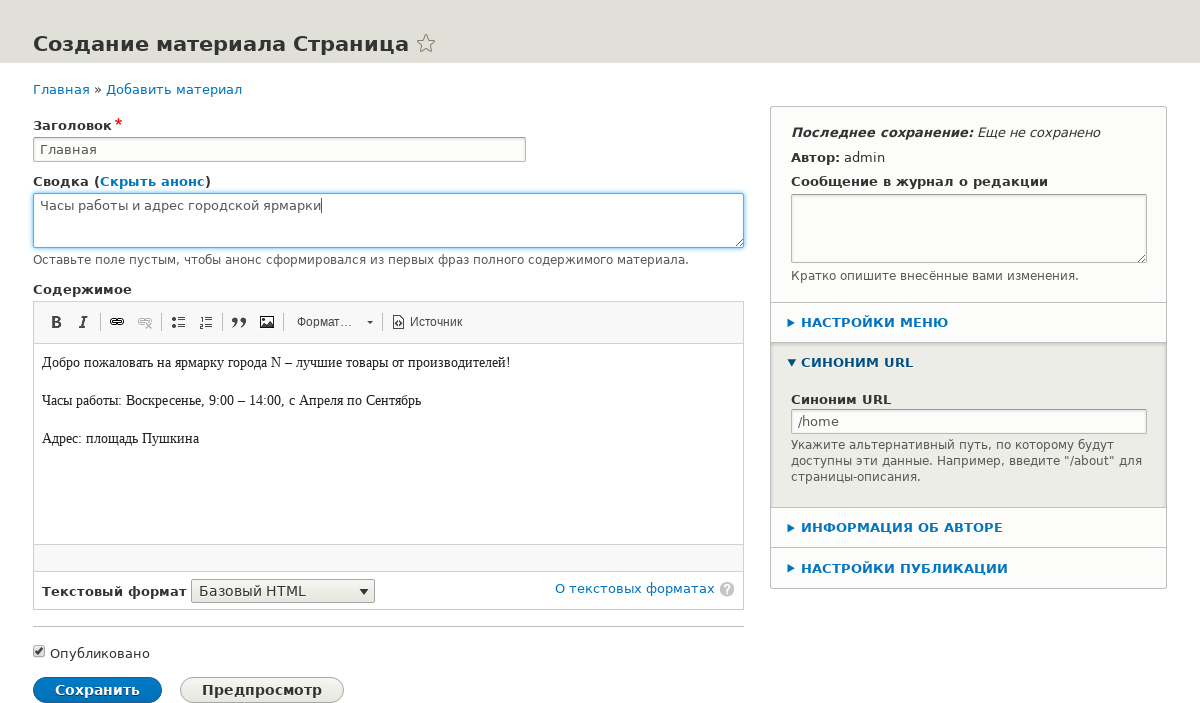 Создание материала Страница
Главная » Добавить материал
Заголовок*
Главная
Сводка (Скрыть анонс)
Часы работы и адрес городской ярмарки
Оставьте поле пустым, чтобы анонс сформировался из первых фраз полного содержимого материала.
Содержимое
B I Формат... Источник
Добро пожаловать на ярмарку города N – лучшие товары от производителей!
Часы работы: Воскресенье, 9:00 – 14:00, с Апреля по Сентябрь
Адрес: площадь Пушкина
Текстовый формат Базовый HTML О текстовых форматах ?
Опубликовано
Сохранить Предпросмотр
Последнее сохранение: Еще не сохранено
Автор: admin
Сообщение в журнал о редакции
Кратко опишите внесённые вами изменения.
НАСТРОЙКИ МЕНЮ
СИНОНИМ URL
Синоним URL
/home
Укажите альтернативный путь, по которому будут
доступны эти данные. Например, введите "/about" для
страницы-описания.
ИНФОРМАЦИЯ ОБ АВТОРЕ
НАСТРОЙКИ ПУБЛИКАЦИИ